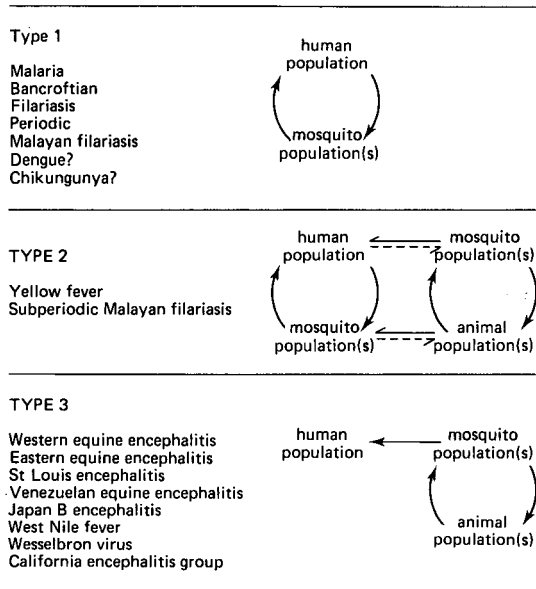 Type 1
Malaria
Bancroftian
Filariasis
Periodic
Malayan filariasis
Dengue?
Chikungunya?
human
population
mosquito
population(s)
TYPE 2
Yellow fever
Subperiodic Malayan filariasis
human
population
mosquito
population(s)
mosquito
population(s)
animal
population(s)
TYPE 3
Western equine encephalitis
Eastern equine encephalitis
St Louis encephalitis
Venezuelan equine encephalitis
Japan B encephalitis
West Nile fever
Wesselbron virus
California encephalitis group
human
population
mosquito
population(s)
animal
population(s)